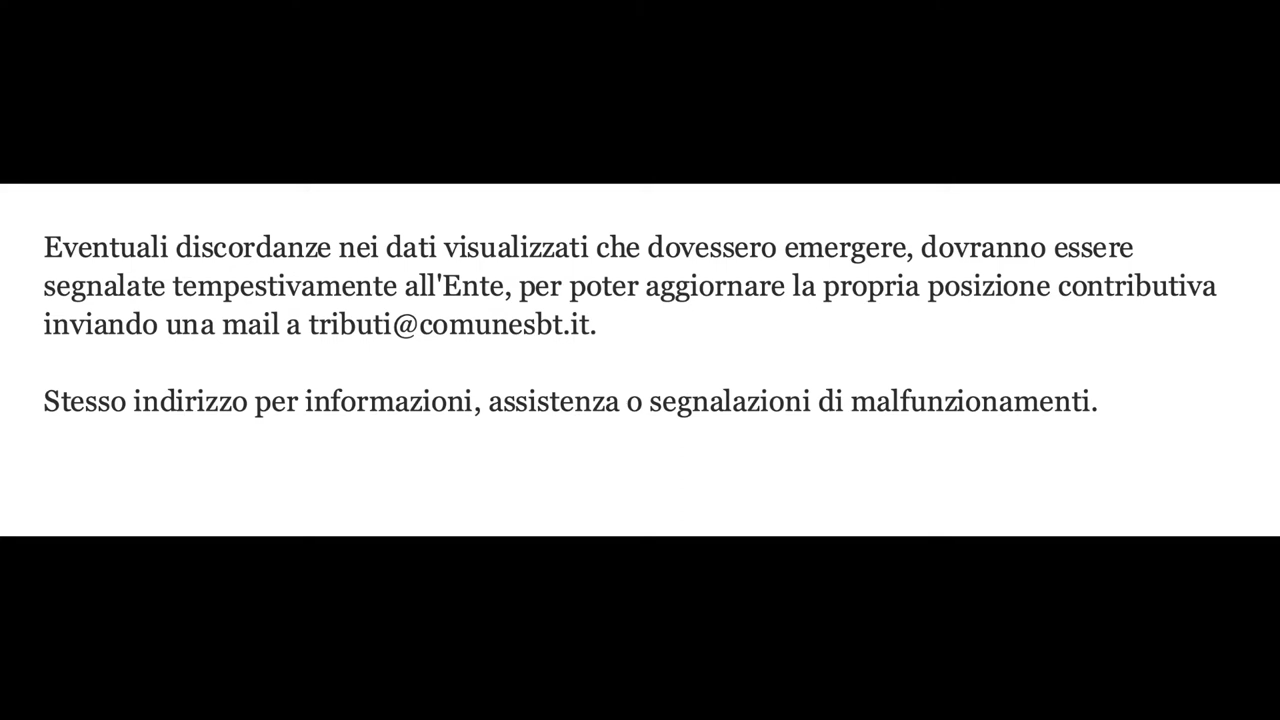 Eventuali discordanze nei dati visualizzati che dovessero emergere, dovranno essere
segnalate tempestivamente all'Ente, per poter aggiornare la propria posizione contributiva
inviando una mail a tributi@comunesbt.it.
Stesso indirizzo per informazioni, assistenza o segnalazioni di malfunzionamenti.